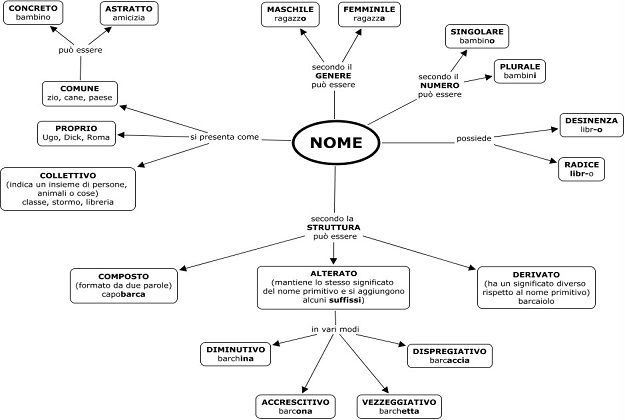 CONCRETO
bambino
ASTRATTO
amicizia
può essere
COMUNE
zio, cane, paese
PROPRIO
Ugo, Dick, Roma
COLLETTIVO
(indica un insieme di persone,
animali o cose)
classe, stormo, libreria
si presenta come
MASCHILE
ragazzo
FEMMINILE
ragazza
secondo il
GENERE
può essere
SINGOLARE
bambino
PLURALE
bambini
secondo il
NUMERO
può essere
NOME
possiede
DESINENZA
libr-o
RADICE
libr-o
secondo la
STRUTTURA
può essere
COMPOSTO
(formato da due parole)
capobarca
ALTERATO
(mantiene lo stesso significato
del nome primitivo e si aggiungono
alcuni suffissi)
DERIVATO
(ha un significato diverso
rispetto al nome primitivo)
barcaiolo
in vari modi
DIMINUTIVO
barchina
DISPREGIATIVO
barcaccia
ACCRESCITIVO
barcona
VEZZEGGIATIVO
barchetta